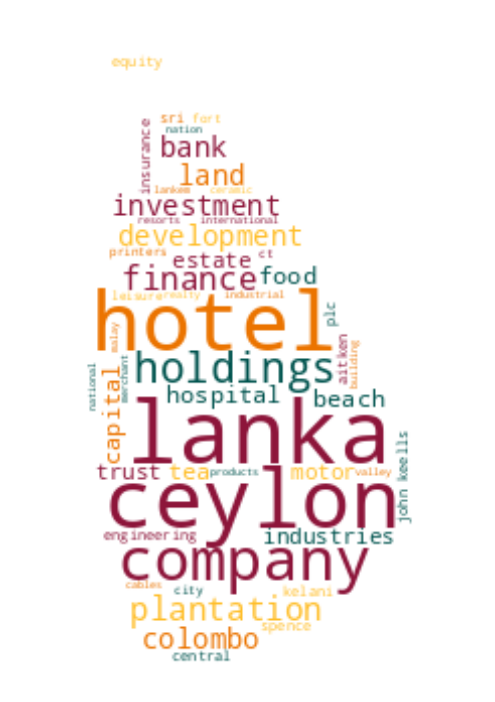 equity
sri fort
nation
insurance
bank
land
lankem ceramic
investment
resorts international
development
printers estate ct
finance food
leisure realty industrial
hotel
plc
malay
holdings
aitken
building
national
merchant
capital
hospital beach
lanka
trust tea products motor valley
john keells
ceylon
engineering industries
company
cables city kelani
plantation
spence
colombo
central